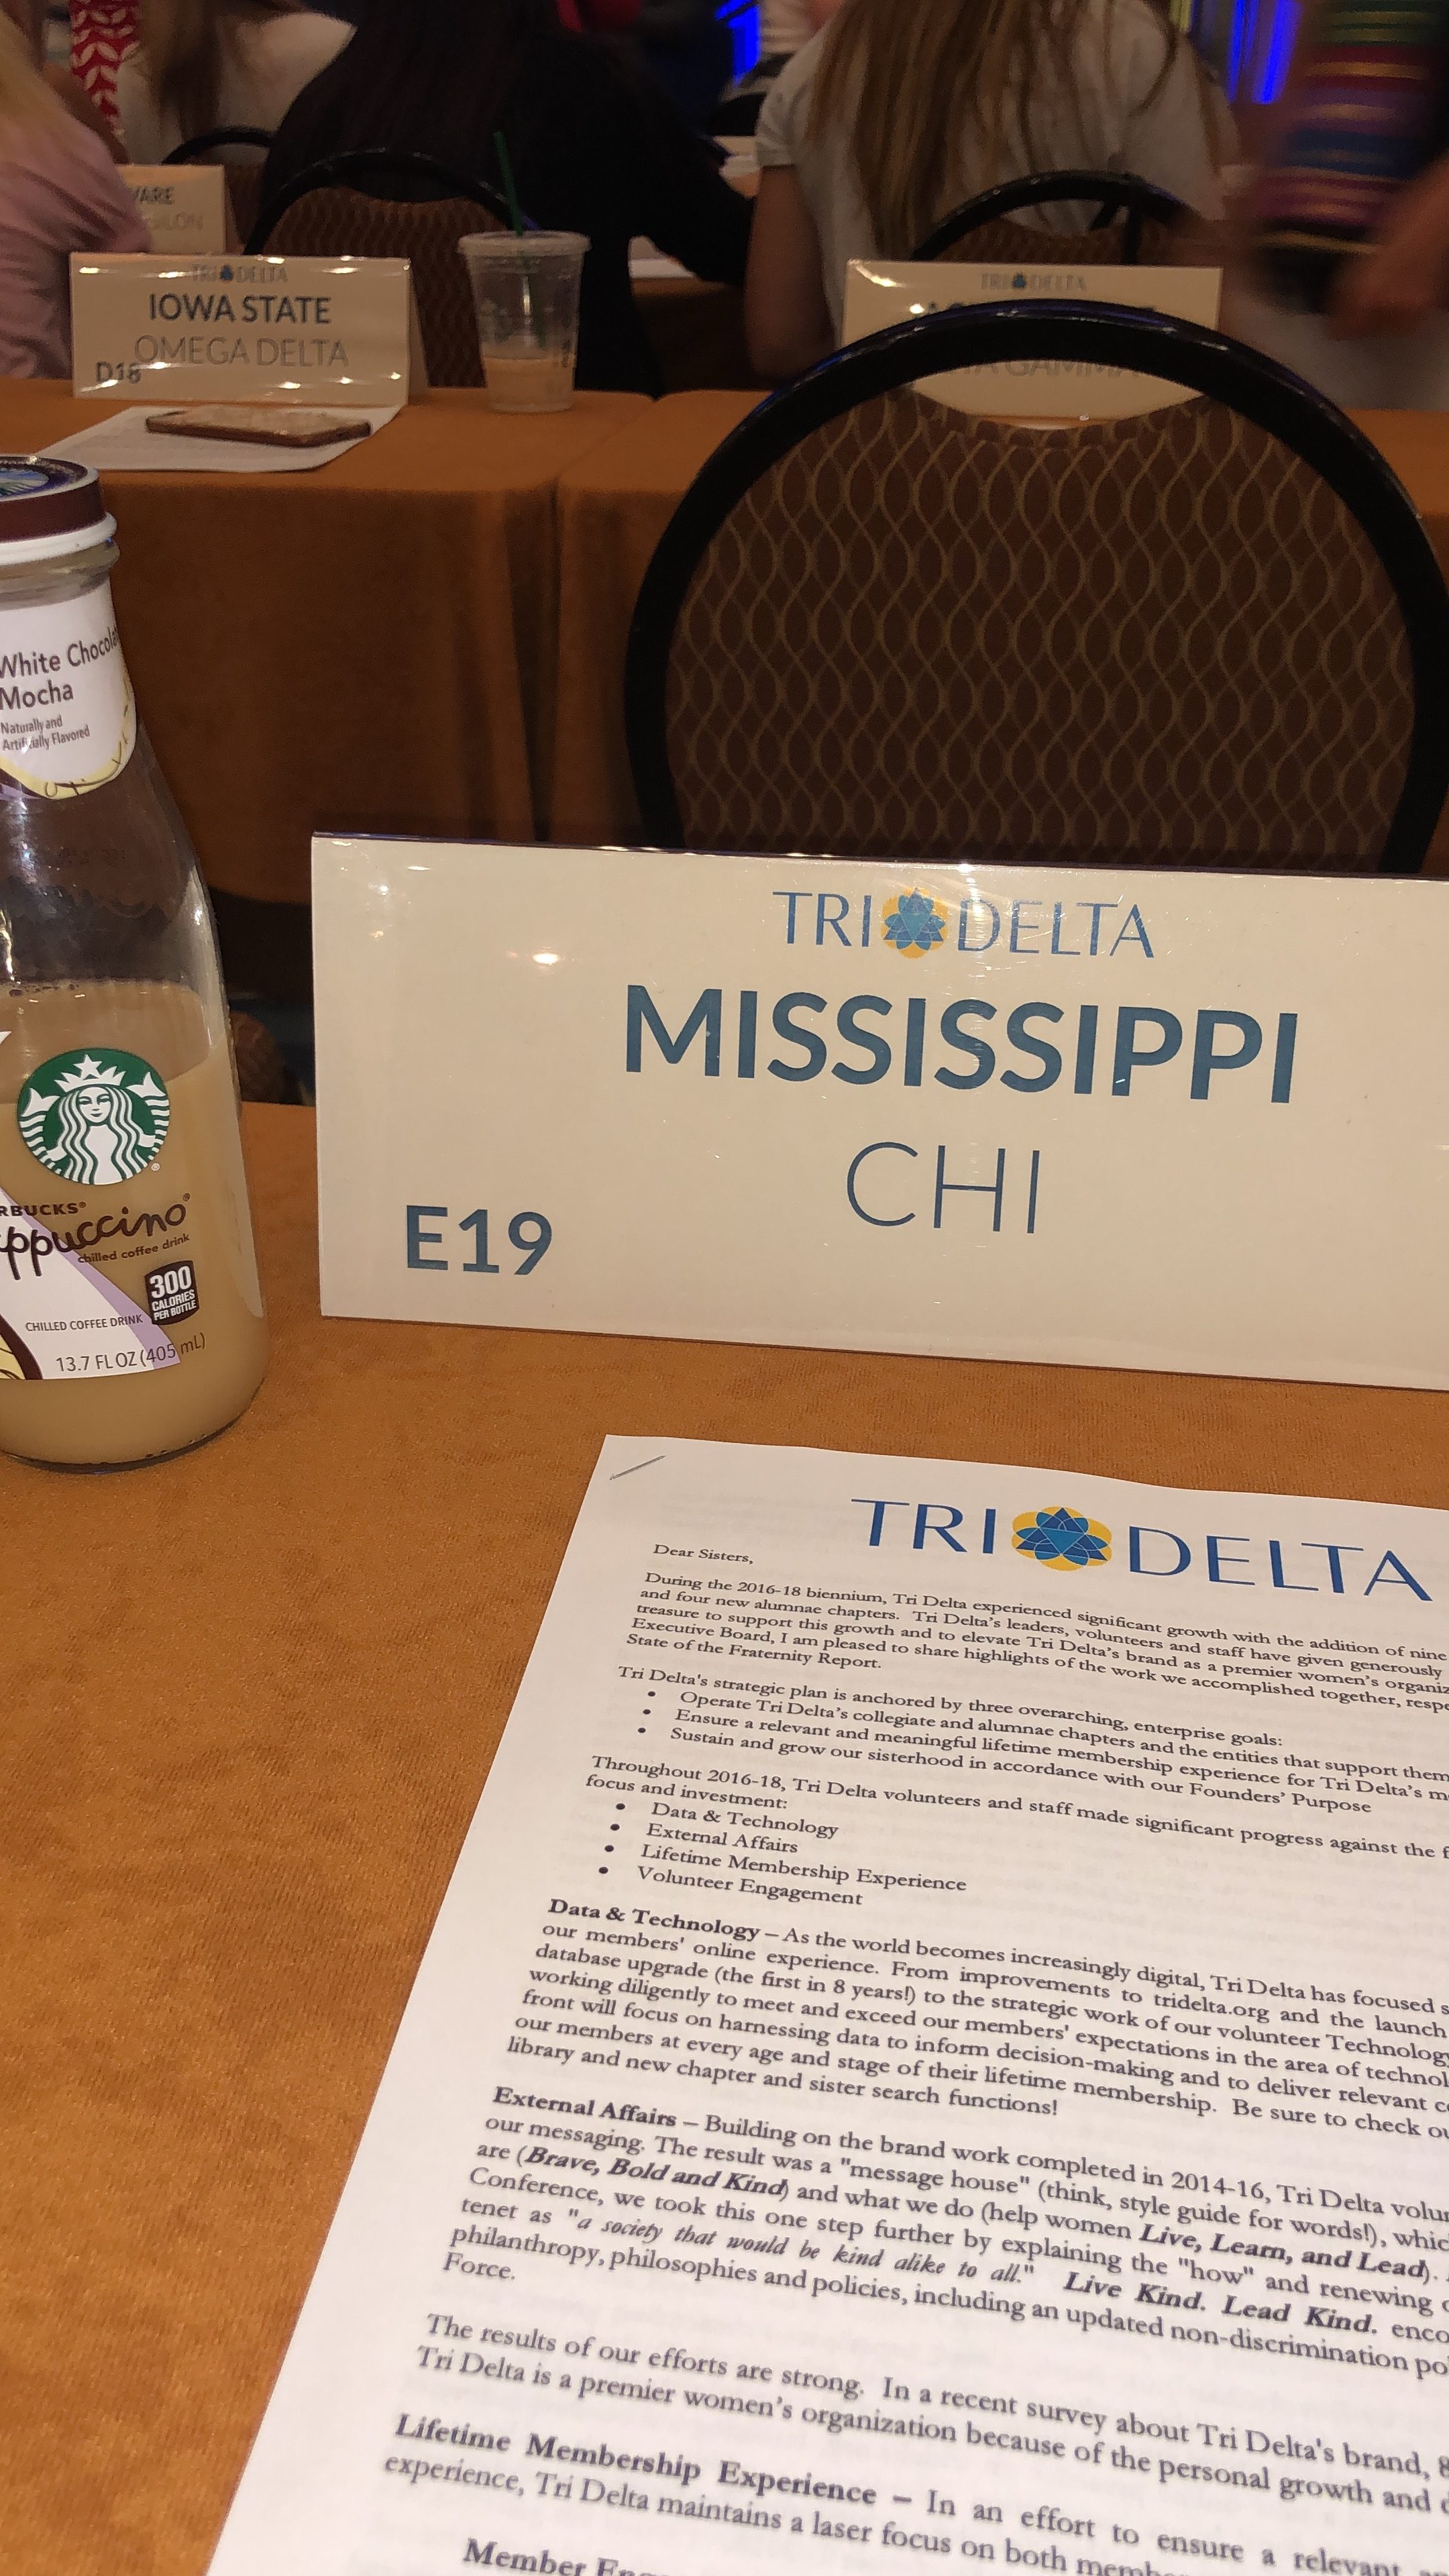 TRI DELTA
IOWA STATE
OMEGA DELTA
D18
TRI DELTA
White
Mocha
Naturally and
Artificially Flavored
chilled coffee drink
300
CALORIES
PER BOTTLE
CHILLED COFFEE DRINK
13.7 FL OZ (405 mL)
TRI DELTA
MISSISSIPPI
CHI
E19
TRI DELTA
Dear Sisters,
During the 2016-18 biennium, Tri Delta experienced significant growth with the addition of nine
and four new alumnae chapters. Tri Delta's leaders, volunteers and staff have given generously
treasure to support this growth and to elevate Tri Delta's brand as a premier women's
Executive Board, I am pleased to share highlights of the work we accomplished together,
State of the Fraternity Report.
Tri Delta's strategic plan is anchored by three overarching, enterprise goals:
• Operate Tri Delta's collegiate and alumnae chapters and the entities that support them
• Ensure a relevant and meaningful lifetime membership experience for Tri Delta's
• Sustain and grow our sisterhood in accordance with our Founders' Purpose
Throughout 2016-18, Tri Delta volunteers and staff made significant progress against the
focus and investment:
• Data & Technology
• External Affairs
• Lifetime Membership Experience
• Volunteer Engagement
Data & Technology – As the world becomes increasingly digital, Tri Delta has focused
our members' online experience. From improvements to tridelta.org and the launch
database upgrade (the first in 8 years!) to the strategic work of our volunteer Technology
working diligently to meet and exceed our members' expectations in the area of
front will focus on harnessing data to inform decision-making and to deliver relevant
our members at every age and stage of their lifetime membership. Be sure to check
library and new chapter and sister search functions!
External Affairs – Building on the brand work completed in 2014-16, Tri Delta
our messaging. The result was a "message house" (think, style guide for words!),
are (Brave, Bold and Kind) and what we do (help women Live, Learn, and Lead).
Conference, we took this one step further by explaining the "how" and renewing
tenet as "a society that would be kind alike to all." Live Kind. Lead Kind.
philanthropy, philosophies and policies, including an updated non-discrimination
Force.
The results of our efforts are strong. In a recent survey about Tri Delta's brand,
Tri Delta is a premier women's organization because of the personal growth and
Lifetime Membership Experience – In an effort to ensure a relevant
experience, Tri Delta maintains a laser focus on both
Member